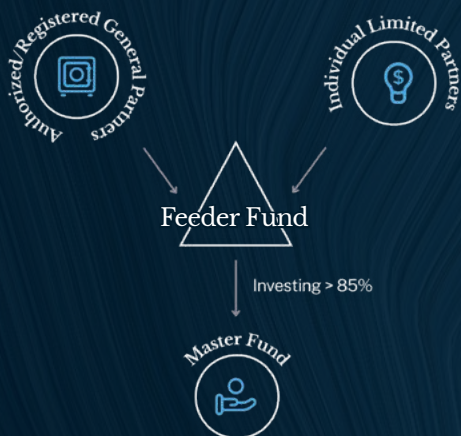 Authorized/Registered General Partners
Individual Limited Partners
$
Feeder Fund
Investing > 85%
Master Fund